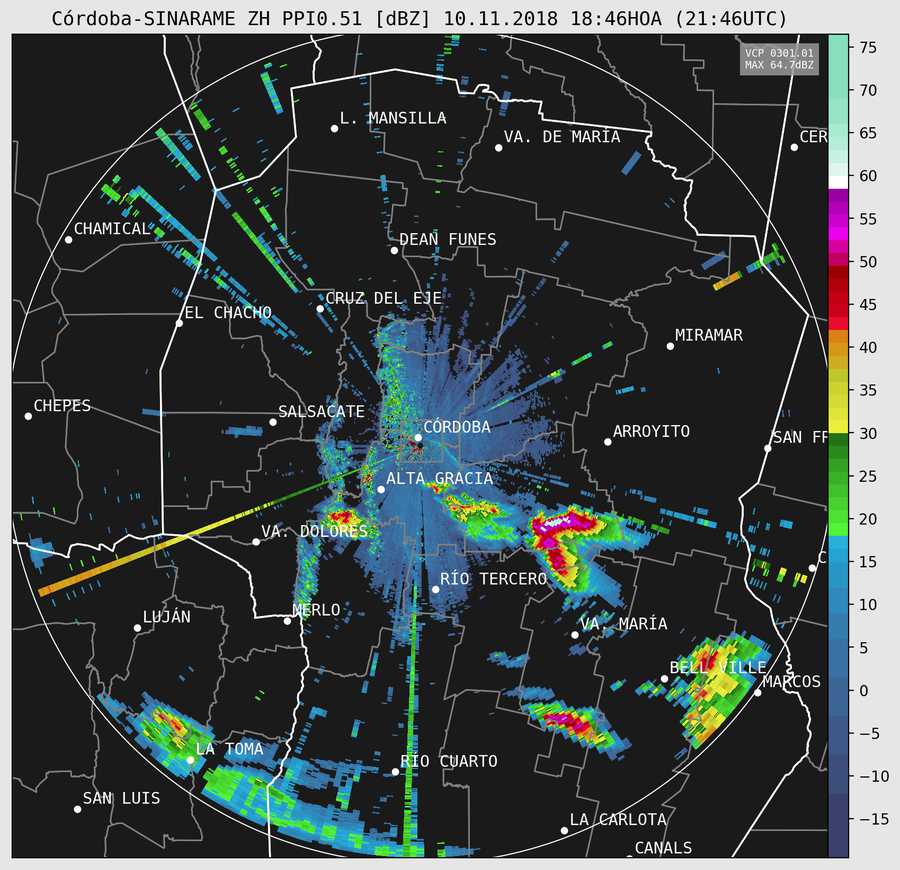 Córdoba-SINARAME ZH PPI0.51 [dBZ] 10.11.2018 18:46HOA (21:46UTC)
VCP 0301.01
MAX 64.7dBZ
75
70
65
60
55
50
45
40
35
30
25
20
15
10
5
0
−5
−10
−15
L. MANSILLA
VA. DE MARÍA
CER
CHAMICAL
DEAN FUNES
CRUZ DEL EJE
EL CHACHO
MIRAMAR
CHEPES
SALSACATE
CÓRDOBA
ARROYITO
SAN FR
ALTA GRACIA
VA. DOLORES
C
RÍO TERCERO
MERLO
LUJÁN
VA. MARÍA
BELL VILLE
MARCOS
LA TOMA
RÍO CUARTO
SAN LUIS
LA CARLOTA
CANALS